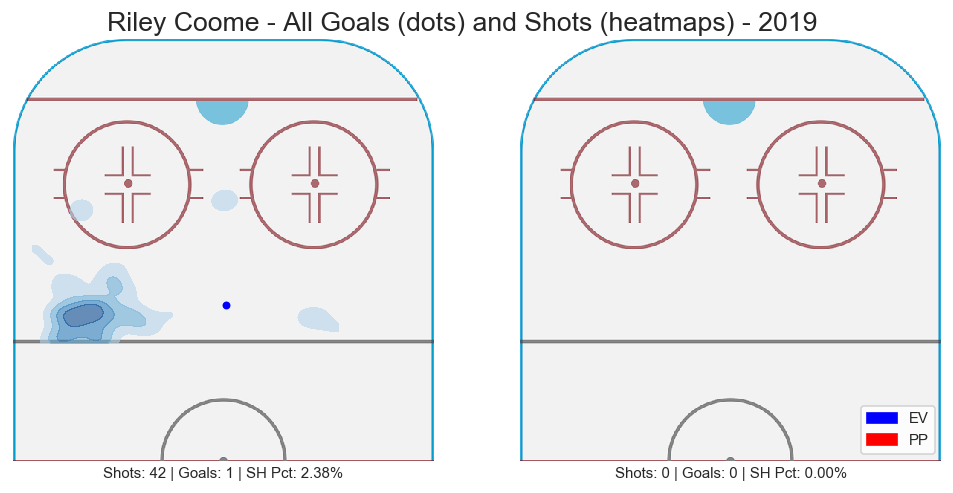 Riley Coome - All Goals (dots) and Shots (heatmaps) - 2019
EV
PP
Shots: 42 | Goals: 1 | SH Pct: 2.38%
Shots: 0 | Goals: 0 | SH Pct: 0.00%